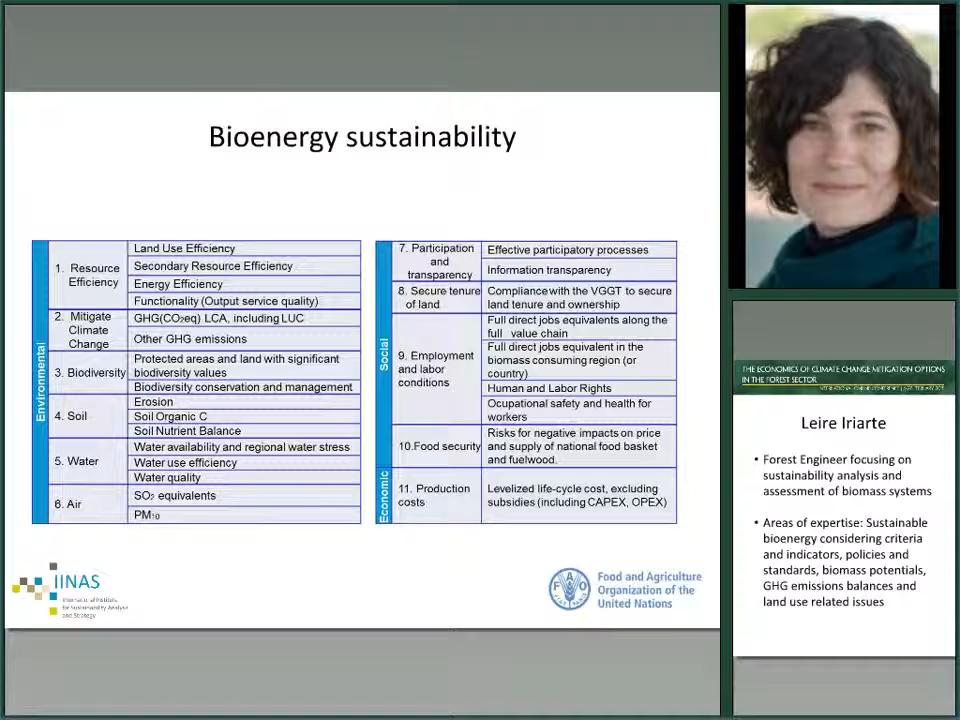 Bioenergy sustainability
Environmental
1. Resource
Efficiency
Land Use Efficiency
Secondary Resource Efficiency
Energy Efficiency
Functionality (Output service quality)
2. Mitigate
Climate
Change
GHG(CO2eq) LCA, including LUC
Other GHG emissions
3. Biodiversity
Protected areas and land with significant
biodiversity values
Biodiversity conservation and management
4. Soil
Erosion
Soil Organic C
Soil Nutrient Balance
5. Water
Water availability and regional water stress
Water use efficiency
Water quality
6. Air
SO2 equivalents
PM10
Social
7. Participation
and
transparency
Effective participatory processes
Information transparency
8. Secure tenure
of land
Compliance with the VGGT to secure
land tenure and ownership
9. Employment
and labor
conditions
Full direct jobs equivalents along the
full value chain
Full direct jobs equivalent in the
biomass consuming region (or
country)
Human and Labor Rights
Ocupational safety and health for
workers
10.Food security
Risks for negative impacts on price
and supply of national food basket
and fuelwood.
Economic
11. Production
costs
Levelized life-cycle cost, excluding
subsidies (including CAPEX, OPEX)
IINAS
International Institute
for Sustainability Analysis
and Strategy
FAO
FIAT PANIS
Food and Agriculture
Organization of the
United Nations
THE ECONOMICS OF CLIMATE CHANGE MITIGATION OPTIONS
IN THE FOREST SECTOR
Leire Iriarte
• Forest Engineer focusing on
sustainability analysis and
assessment of biomass systems
• Areas of expertise: Sustainable
bioenergy considering criteria
and indicators, policies and
standards, biomass potentials,
GHG emissions balances and
land use related issues